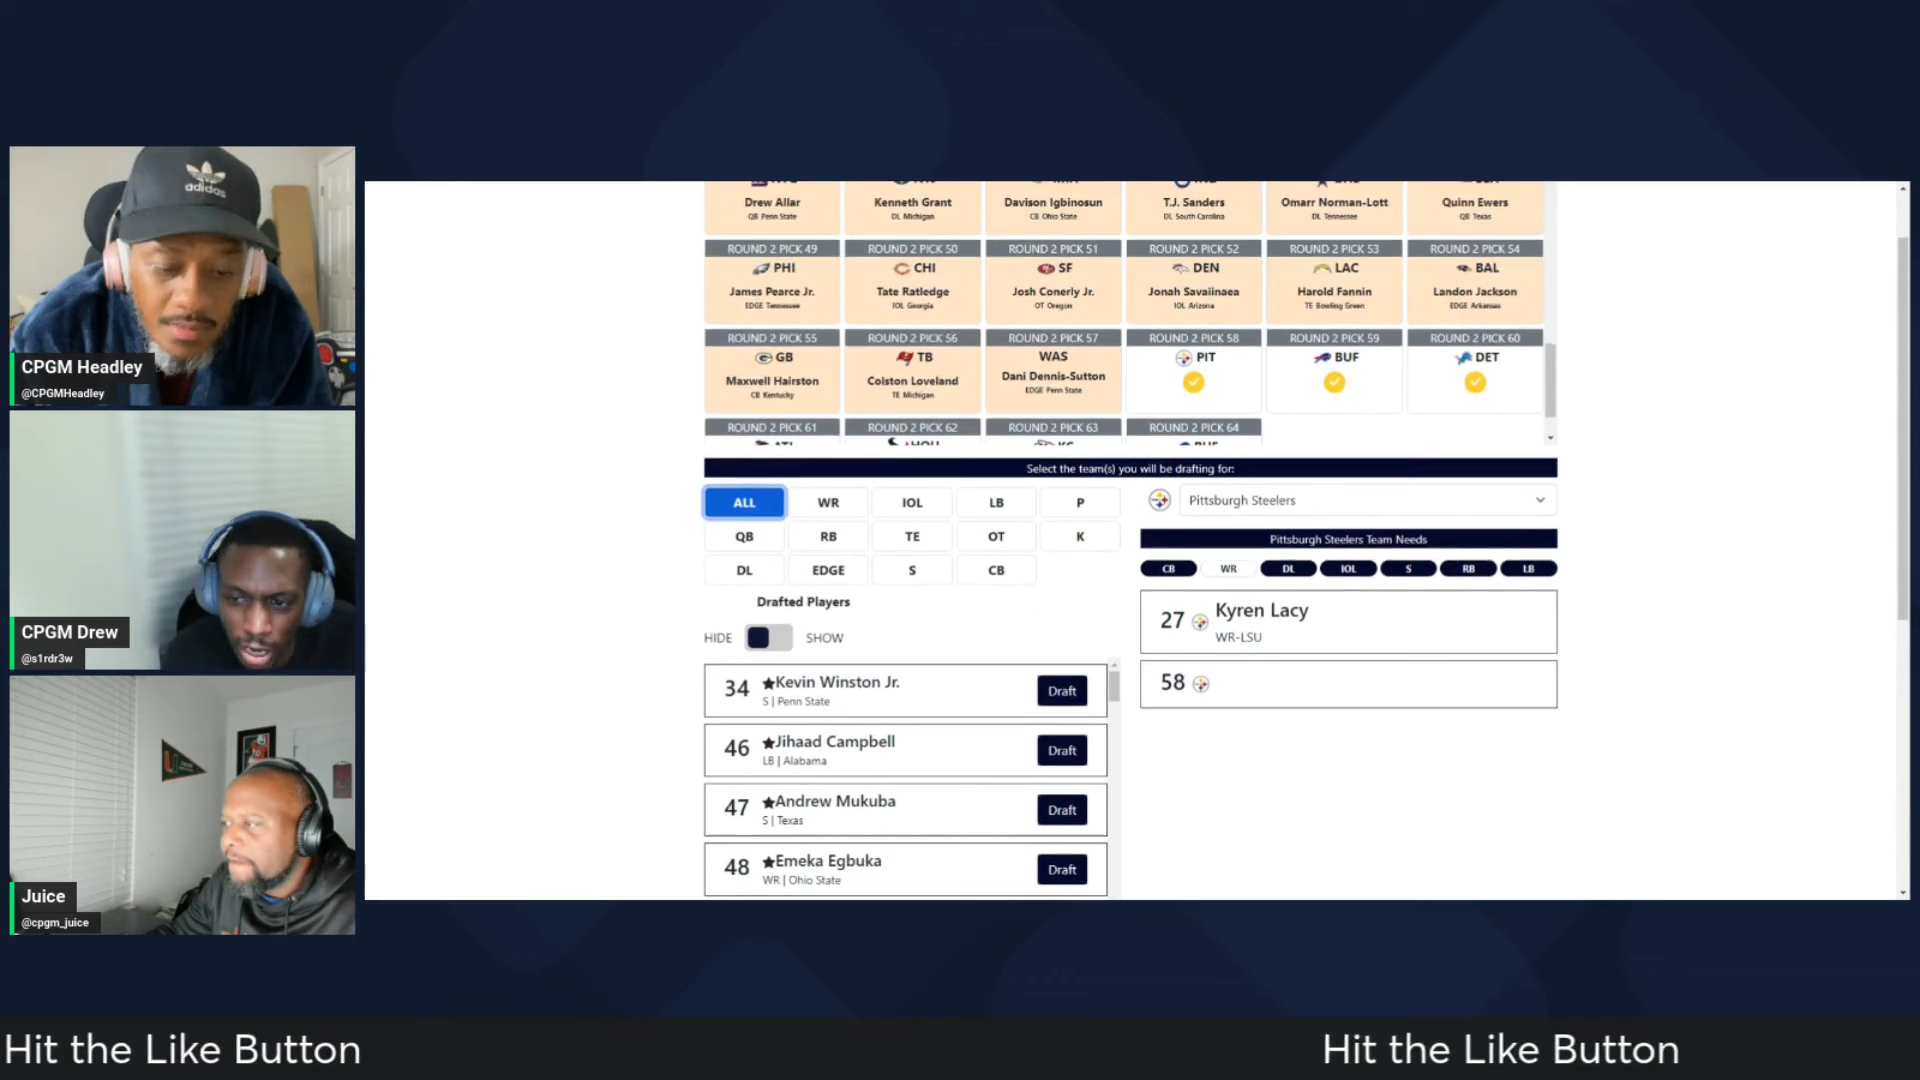 adidas
CPGM Headley
@CPGMHeadley
CPGM Drew
@s1rdr3w
Juice
@cpgm_juice
Drew Allar
QB Penn State
Kenneth Grant
DL Michigan
Davison Igbinosun
CB Ohio State
T.J. Sanders
DL South Carolina
Omarr Norman-Lott
DL Tennessee
Quinn Ewers
QB Texas
ROUND 2 PICK 49
PHI
James Pearce Jr.
EDGE Tennessee
ROUND 2 PICK 50
CHI
Tate Ratledge
IOL Georgia
ROUND 2 PICK 51
SF
Josh Conerly Jr.
OT Oregon
ROUND 2 PICK 52
DEN
Jonah Savaiinaea
IOL Arizona
ROUND 2 PICK 53
LAC
Harold Fannin
TE Bowling Green
ROUND 2 PICK 54
BAL
Landon Jackson
EDGE Arkansas
ROUND 2 PICK 55
GB
Maxwell Hairston
CB Kentucky
ROUND 2 PICK 56
TB
Colston Loveland
TE Michigan
ROUND 2 PICK 57
WAS
Dani Dennis-Sutton
EDGE Penn State
ROUND 2 PICK 58
PIT
ROUND 2 PICK 59
BUF
ROUND 2 PICK 60
DET
ROUND 2 PICK 61
ROUND 2 PICK 62
ROUND 2 PICK 63
ROUND 2 PICK 64
Select the team(s) you will be drafting for:
ALL WR IOL LB P
QB RB TE OT K
DL EDGE S CB
Drafted Players
HIDE SHOW
34 ★Kevin Winston Jr.
S | Penn State
Draft
46 ★Jihaad Campbell
LB | Alabama
Draft
47 ★Andrew Mukuba
S | Texas
Draft
48 ★Emeka Egbuka
WR | Ohio State
Draft
Pittsburgh Steelers
Pittsburgh Steelers Team Needs
CB WR DL IOL S RB LB
27 Kyren Lacy
WR-LSU
58
Hit the Like Button
Hit the Like Button